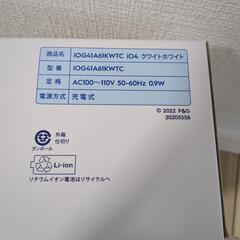 商品名 iOG41A61KWTC iO4 クワイトホワイト
型番 iOG41A61KWTC
定格 AC100～110V 50-60Hz 0.9W
電源方式 充電式
© 2022 P&G
20205558
外箱
仕切り
ダンボール
Li-ion
リチウムイオン電池はリサイクルへ